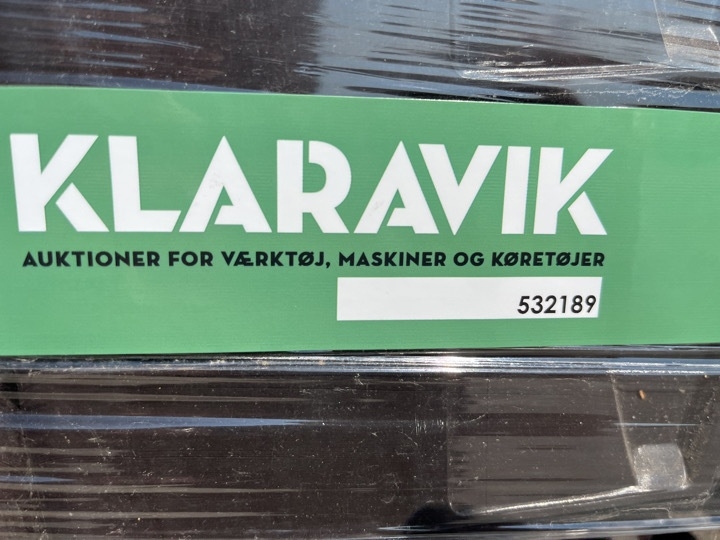 KLARAVIK
AUKTIONER FOR VÆRKTØJ, MASKINER OG KØRETØJER
532189